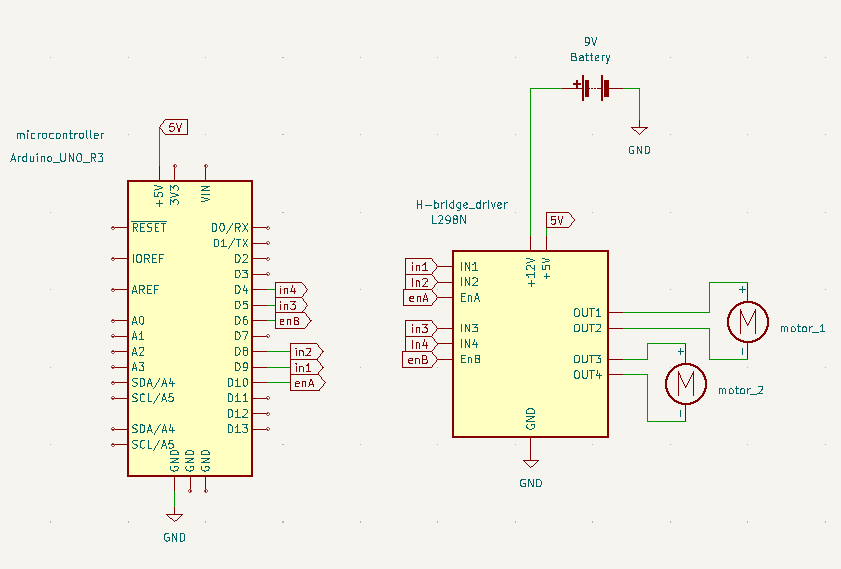 9V
Battery
GND
5V
microcontroller
Arduino_UNO_R3
+5V
3V3
VIN
RESET
IOREF
AREF
A0
A1
A2
A3
SDA/A4
SCL/A5
SDA/A4
SCL/A5
D0/RX
D1/TX
D2
D3
D4
D5
D6
D7
D8
D9
D10
D11
D12
D13
GND
GND
GND
in4
in3
enB
in2
in1
enA
GND
H-bridge_driver
L298N
5V
+12V
+5V
in1
In2
enA
in3
In4
enB
IN1
IN2
EnA
IN3
IN4
EnB
OUT1
OUT2
OUT3
OUT4
GND
GND
+
M
-
motor_1
+
M
-
motor_2